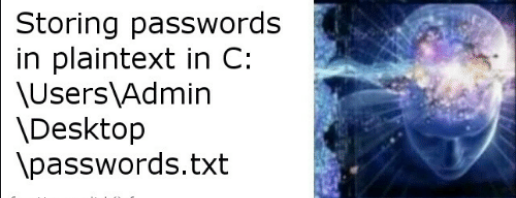 Storing passwords
in plaintext in C:
\Users\Admin
\Desktop
\passwords.txt